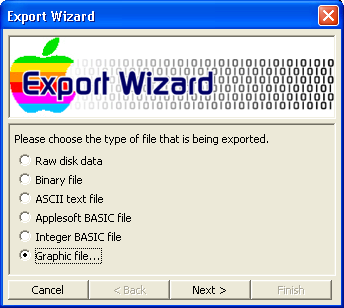 Export Wizard
Export Wizard
Please choose the type of file that is being exported.
Raw disk data
Binary file
ASCII text file
Applesoft BASIC file
Integer BASIC file
Graphic file...
Cancel
< Back
Next >
Finish